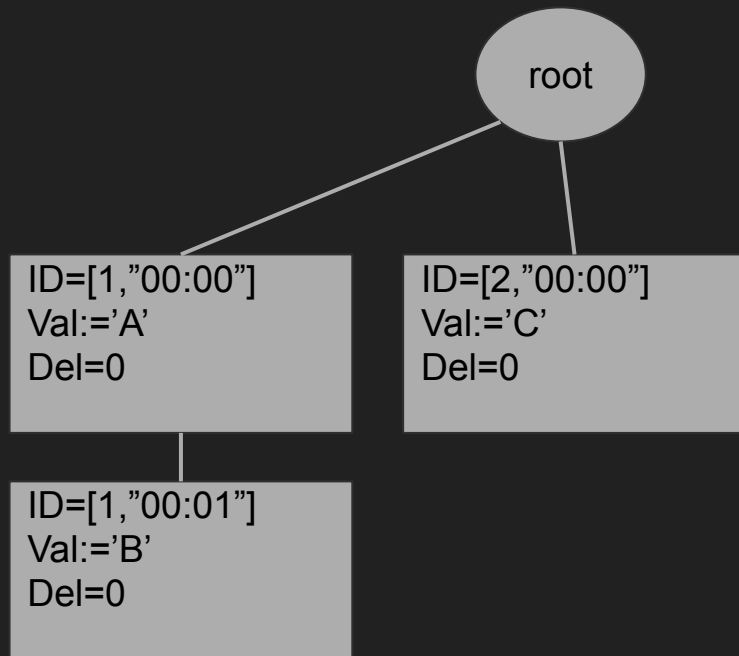 root
ID=[1,”00:00”]
Val:=’A’
Del=0
ID=[2,”00:00”]
Val:=’C’
Del=0
ID=[1,”00:01”]
Val:=’B’
Del=0